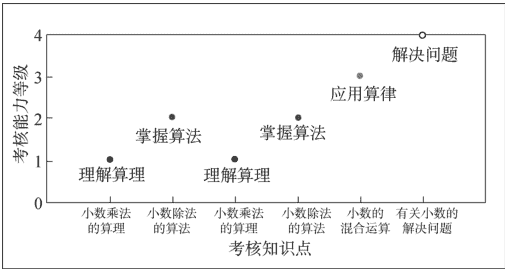 4
解决问题
3
应用算律
2
掌握算法
掌握算法
1
理解算理
理解算理
0
考核能力等级
小数乘法的算理
小数除法的算法
小数乘法的算理
小数除法的算法
小数的混合运算
有关小数的解决问题
考核知识点